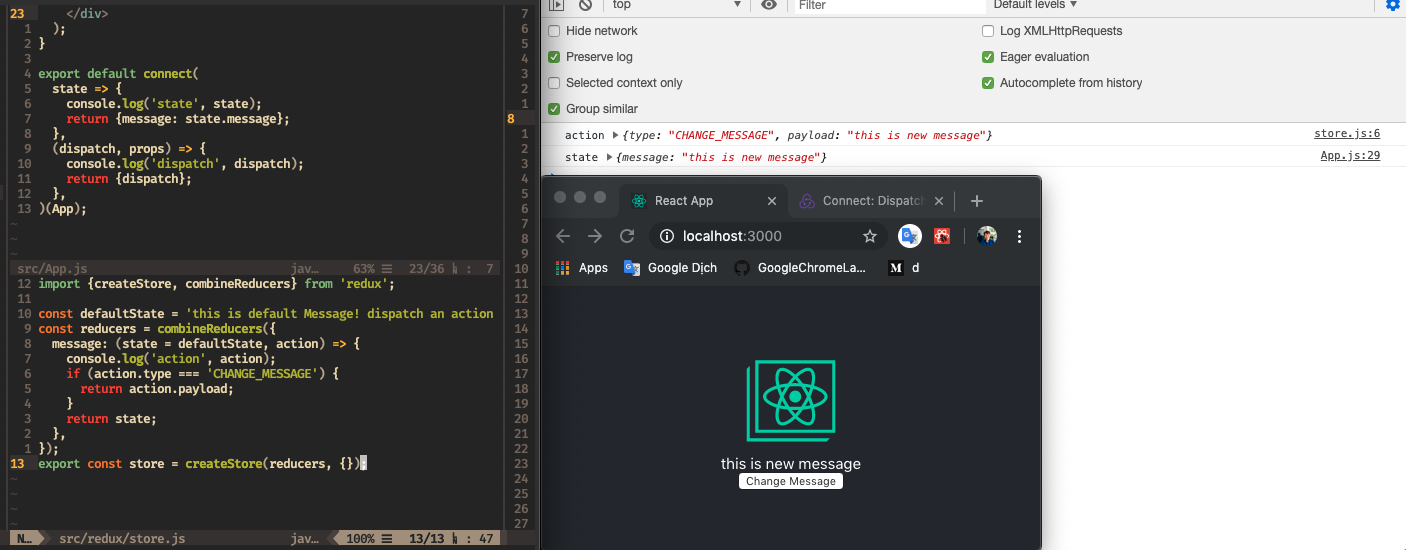 23 </div>
1 );
2 }
3
4 export default connect(
5 state => {
6 console.log('state', state);
7 return {message: state.message};
8 },
9 (dispatch, props) => {
10 console.log('dispatch', dispatch);
11 return {dispatch};
12 },
13 )(App);
~
~
~
src/App.js jav… 63% ☰ 23/36 ㏑ : 7
12 import {createStore, combineReducers} from 'redux';
11
10 const defaultState = 'this is default Message! dispatch an action
9 const reducers = combineReducers({
8 message: (state = defaultState, action) => {
7 console.log('action', action);
6 if (action.type === 'CHANGE_MESSAGE') {
5 return action.payload;
4 }
3 return state;
2 },
1 });
13 export const store = createStore(reducers, {});
~
~
~
~
N… src/redux/store.js jav… 100% ☰ 13/13 ㏑ : 47
7
6
5
4
3
2
1
8
1
2
3
4
5
6
7
8
9
10
11
12
13
14
15
16
17
18
19
20
21
22
23
24
25
26
27
top Filter Default levels ▼
Hide network Log XMLHttpRequests
Preserve log Eager evaluation
Selected context only Autocomplete from history
Group similar
action ▶{type: "CHANGE_MESSAGE", payload: "this is new message"} store.js:6
state ▶{message: "this is new message"} App.js:29
React App Connect: Dispatch
localhost:3000
Apps Google Dịch GoogleChromeLa... M d
this is new message
Change Message